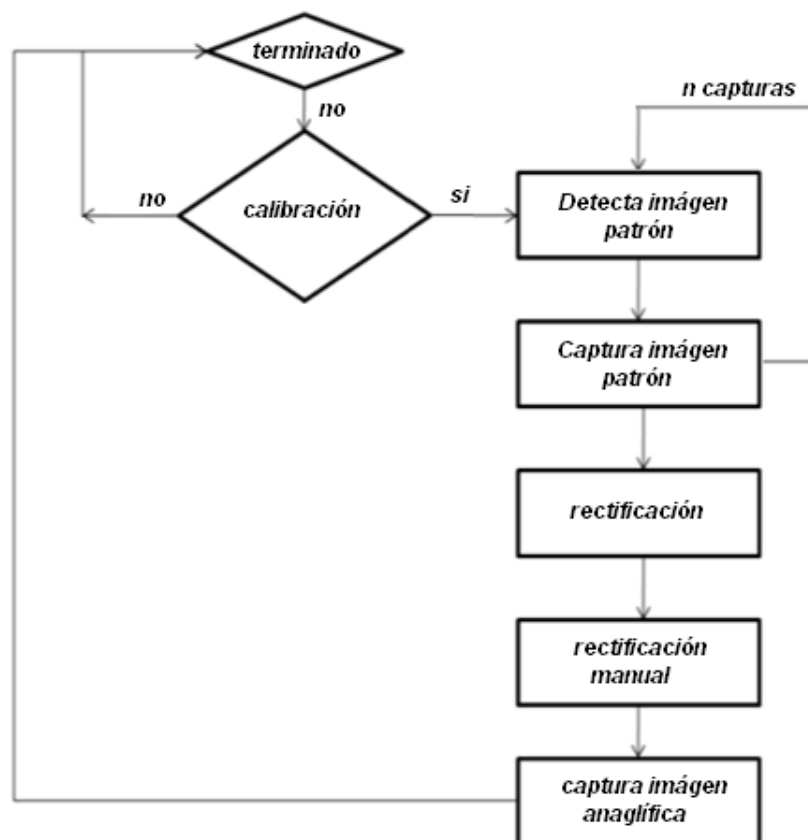 terminado
n capturas
no
no
calibración
si
Detecta imágen
patrón
Captura imágen
patrón
rectificación
rectificación
manual
captura imágen
anaglífica